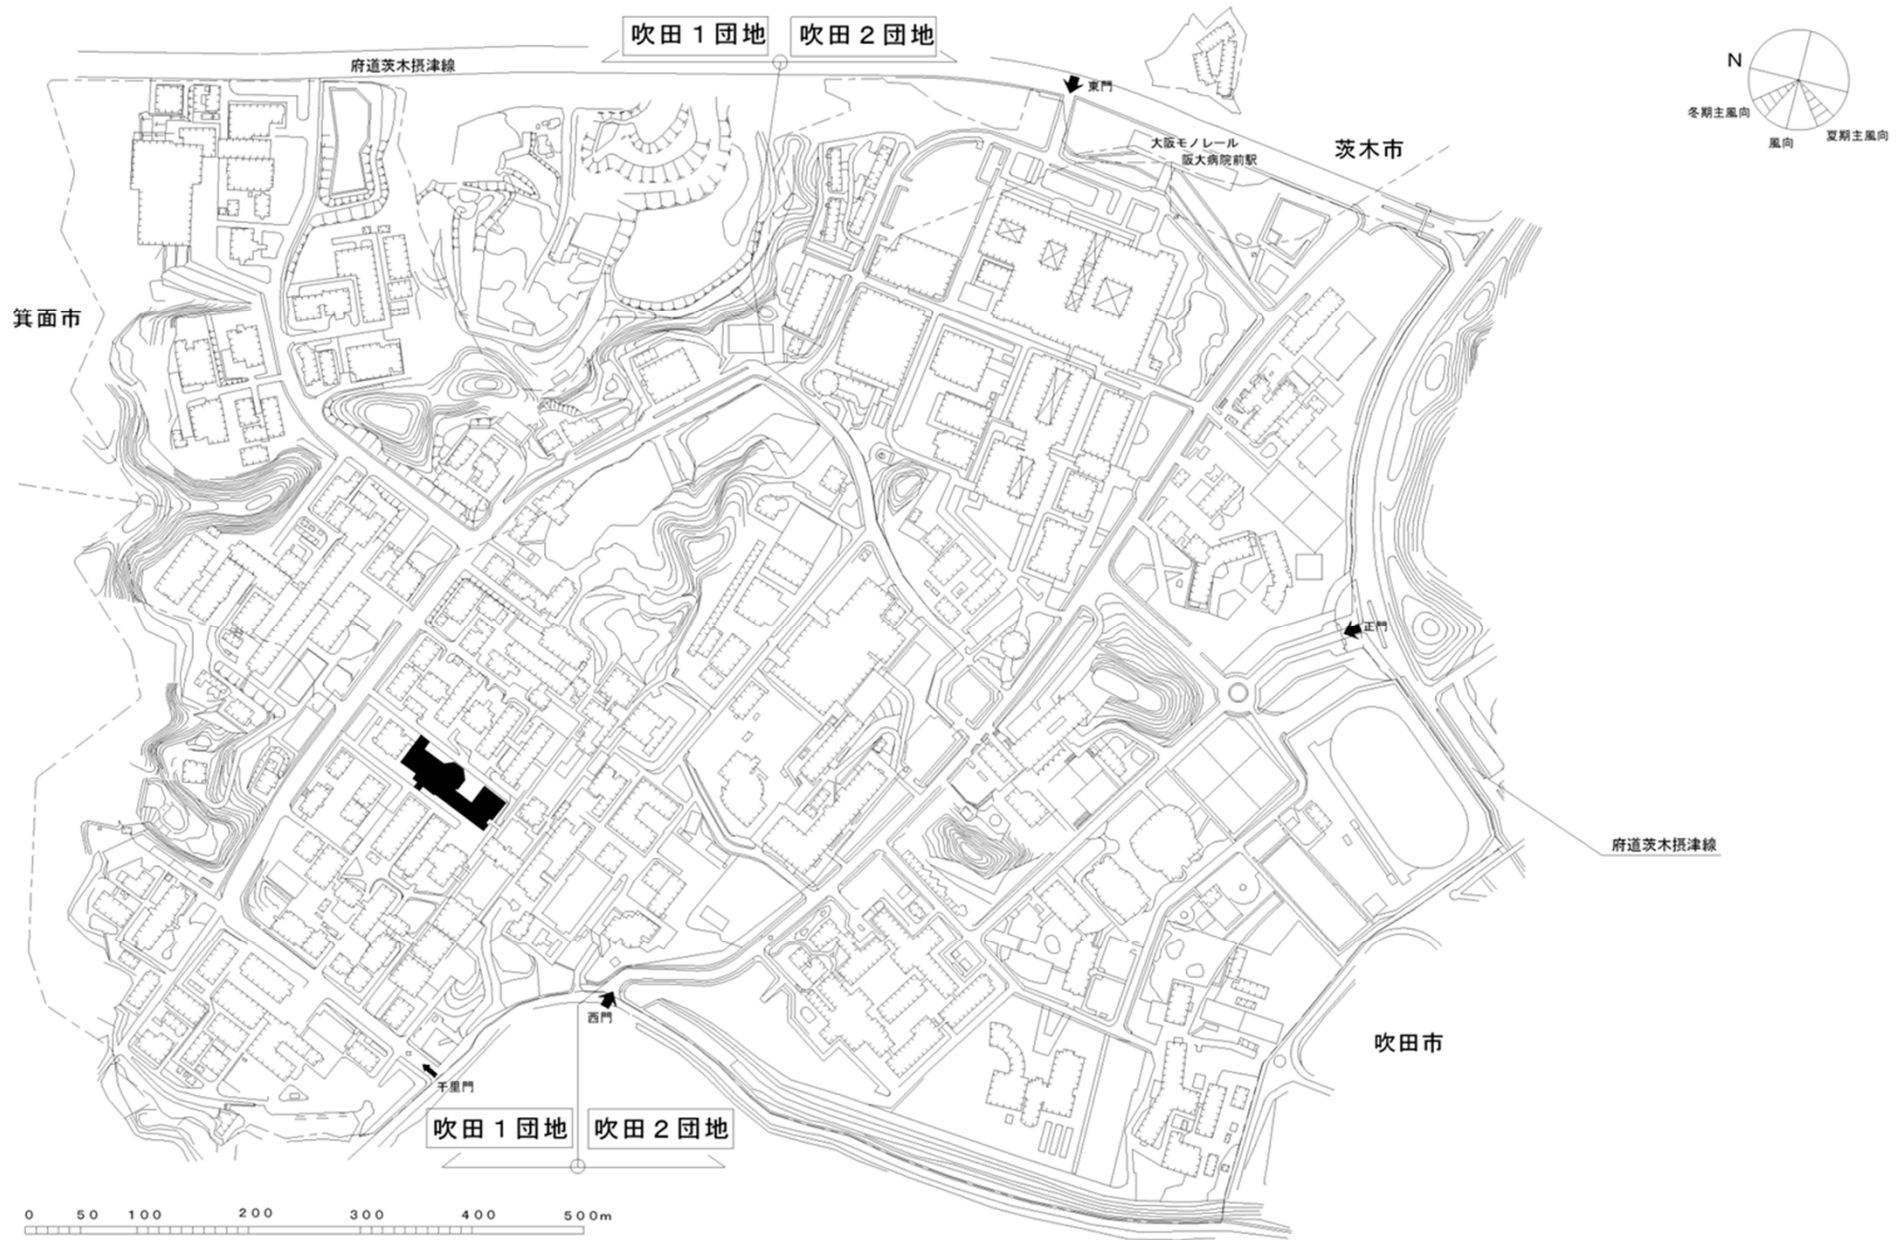 吹田１団地
吹田２団地
府道茨木摂津線
東門
大阪モノレール
阪大病院前駅
茨木市
N
冬期主風向
風向
夏期主風向
箕面市
正門
府道茨木摂津線
西門
千里門
吹田市
吹田１団地
吹田２団地
0 50 100 200 300 400 500m